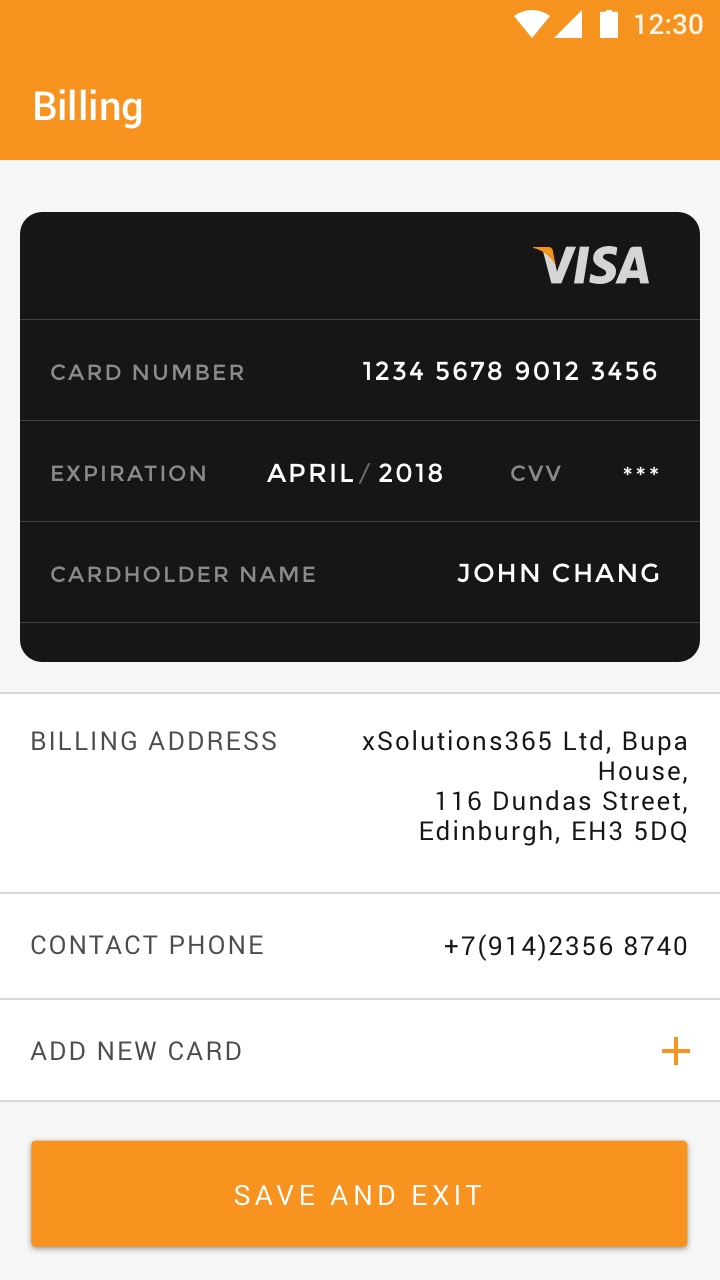 12:30
Billing
VISA
CARD NUMBER 1234 5678 9012 3456
EXPIRATION APRIL / 2018 CVV ***
CARDHOLDER NAME JOHN CHANG
BILLING ADDRESS xSolutions365 Ltd, Bupa
House,
116 Dundas Street,
Edinburgh, EH3 5DQ
CONTACT PHONE +7(914)2356 8740
ADD NEW CARD +
SAVE AND EXIT